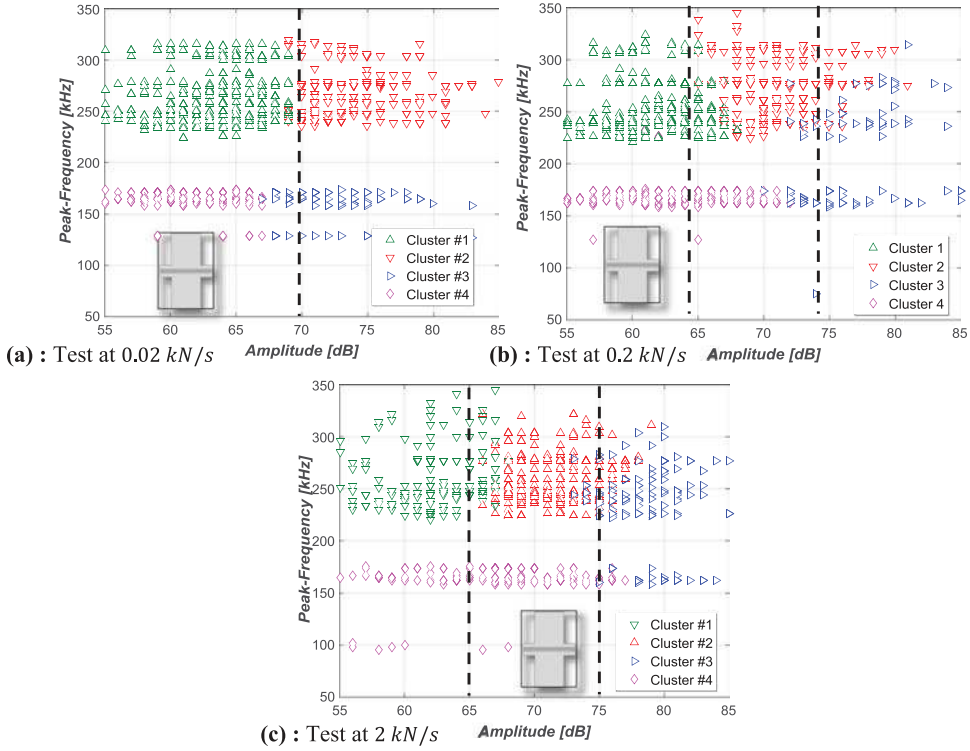 350
300
250
200
150
100
50
Peak-Frequency [kHz]
55 60 65 70 75 80 85
Amplitude [dB]
Cluster #1
Cluster #2
Cluster #3
Cluster #4
(a) : Test at 0.02 kN/s
350
300
250
200
150
100
50
Peak-Frequency [kHz]
55 60 65 70 75 80 85
Amplitude [dB]
Cluster 1
Cluster 2
Cluster 3
Cluster 4
(b) : Test at 0.2 kN/s
350
300
250
200
150
100
50
Peak-Frequency [kHz]
55 60 65 70 75 80 85
Amplitude [dB]
Cluster #1
Cluster #2
Cluster #3
Cluster #4
(c) : Test at 2 kN/s